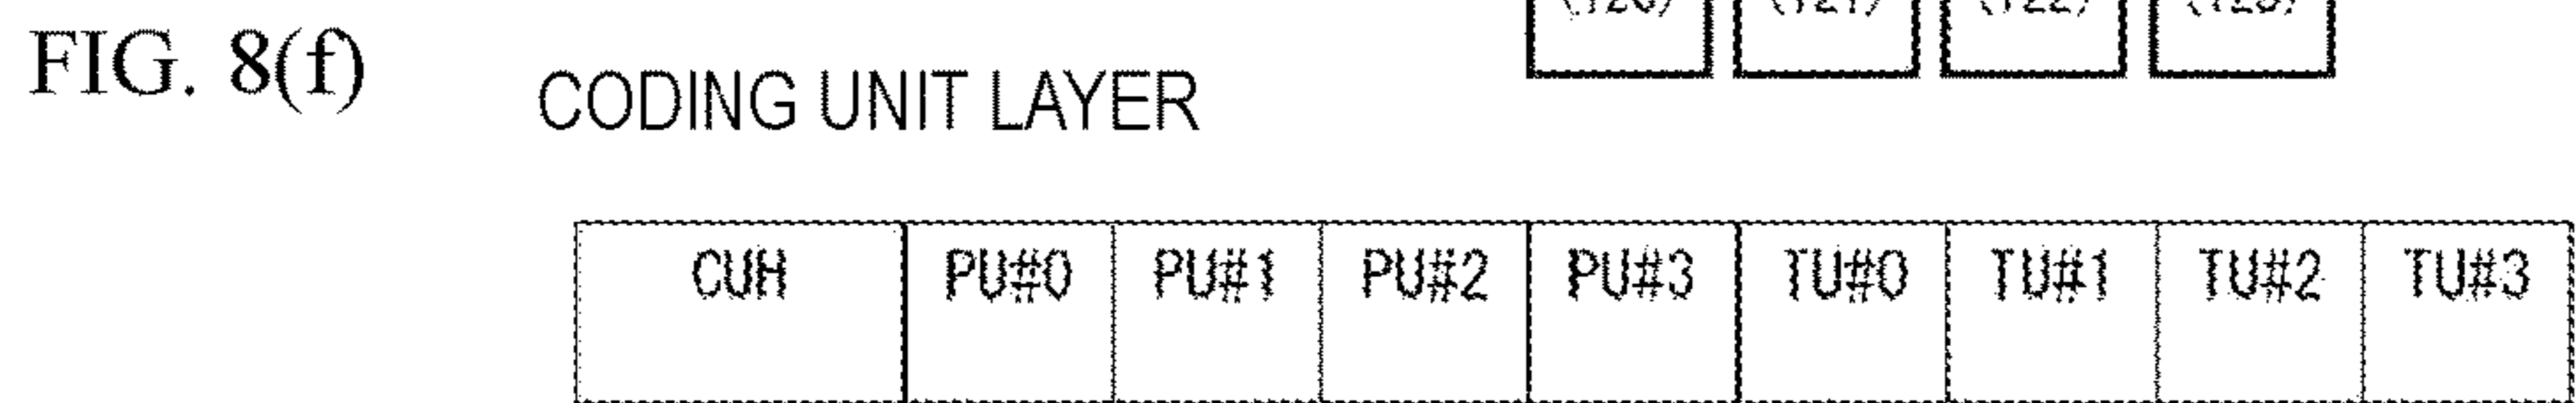 FIG. 8(f)
CODING UNIT LAYER
CUH PU#0 PU#1 PU#2 PU#3 TU#0 TU#1 TU#2 TU#3